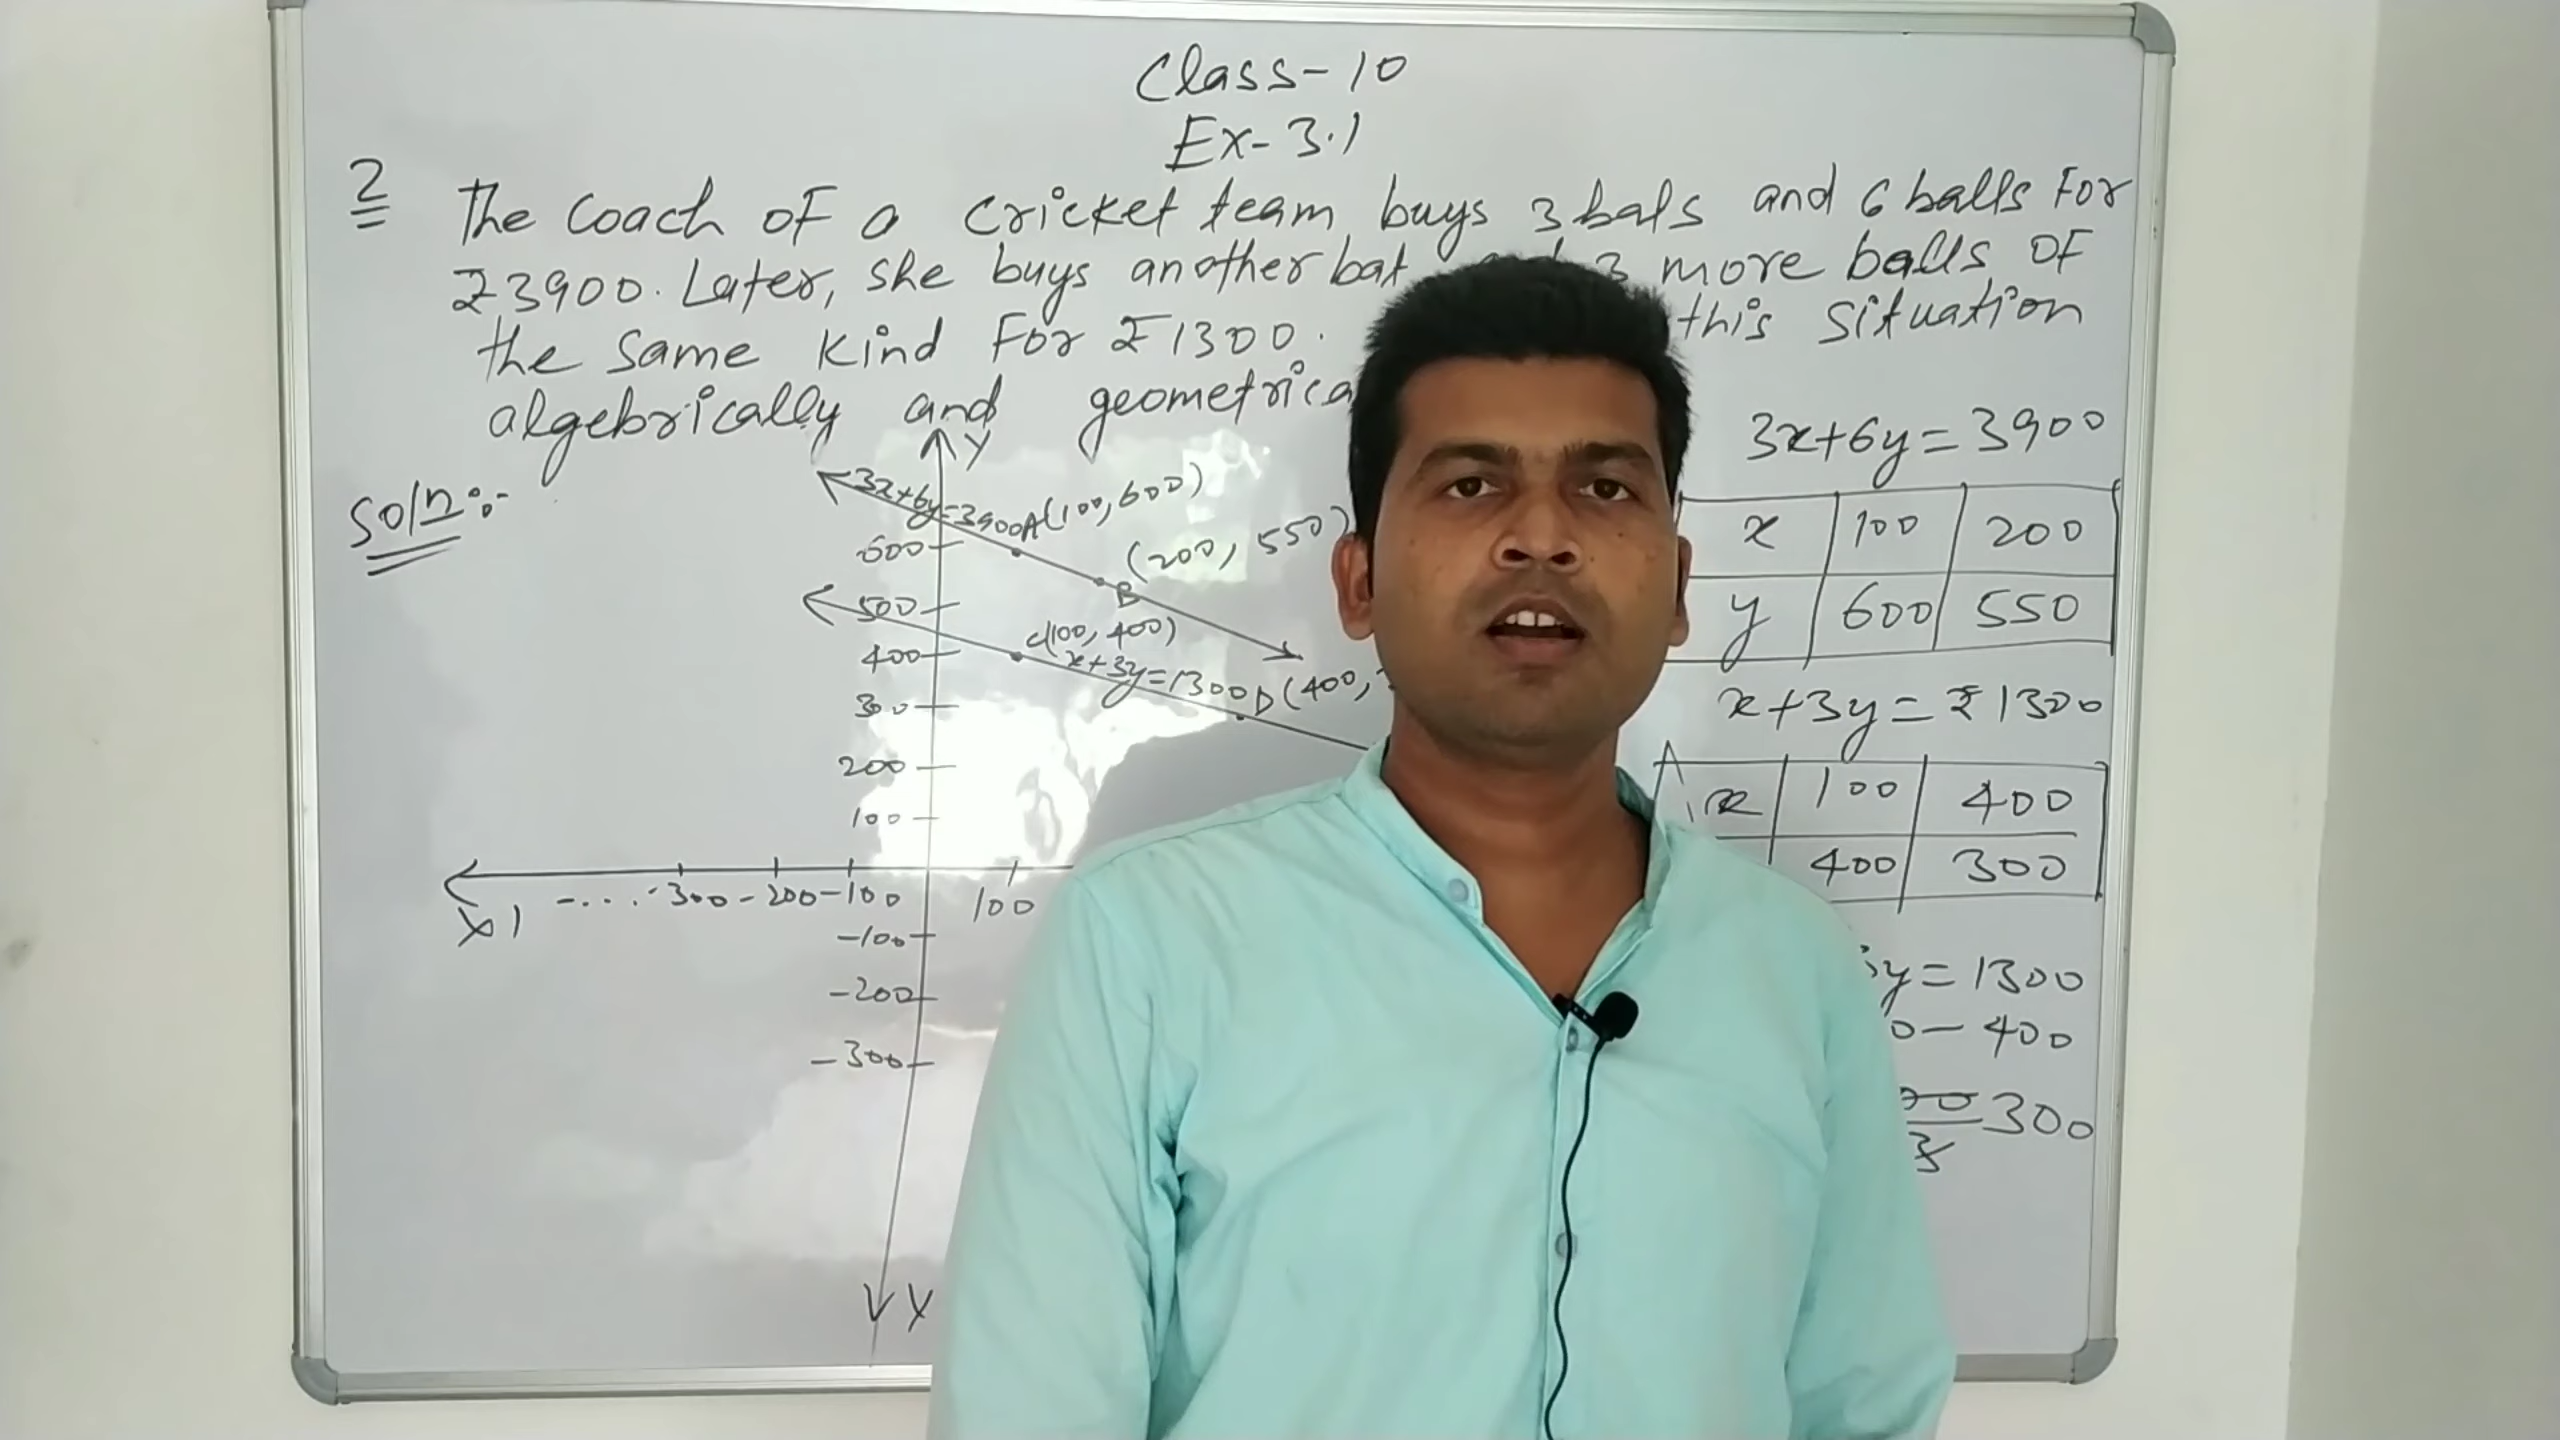 Class-10
Ex-3.1
2 The Coach of a cricket team buys 3 bats and 6 balls for
₹3900. Later, she buys another bat 3 more balls of
the same kind for ₹1300. this situation
algebrically and
Soln:-
Y
3x+6y=3900 A(100,600)
(200, 550)
B
600
500
400
300
200
100
C(100, 400)
x+3y=1300 D(400,
X' -.... -300 -200 -100 100
-100
-200
-300
Y
3x+6y=3900
x 100 200
y 600 550
x+3y=₹1300
x 100 400
400 300
y=1300
0-400
300
3